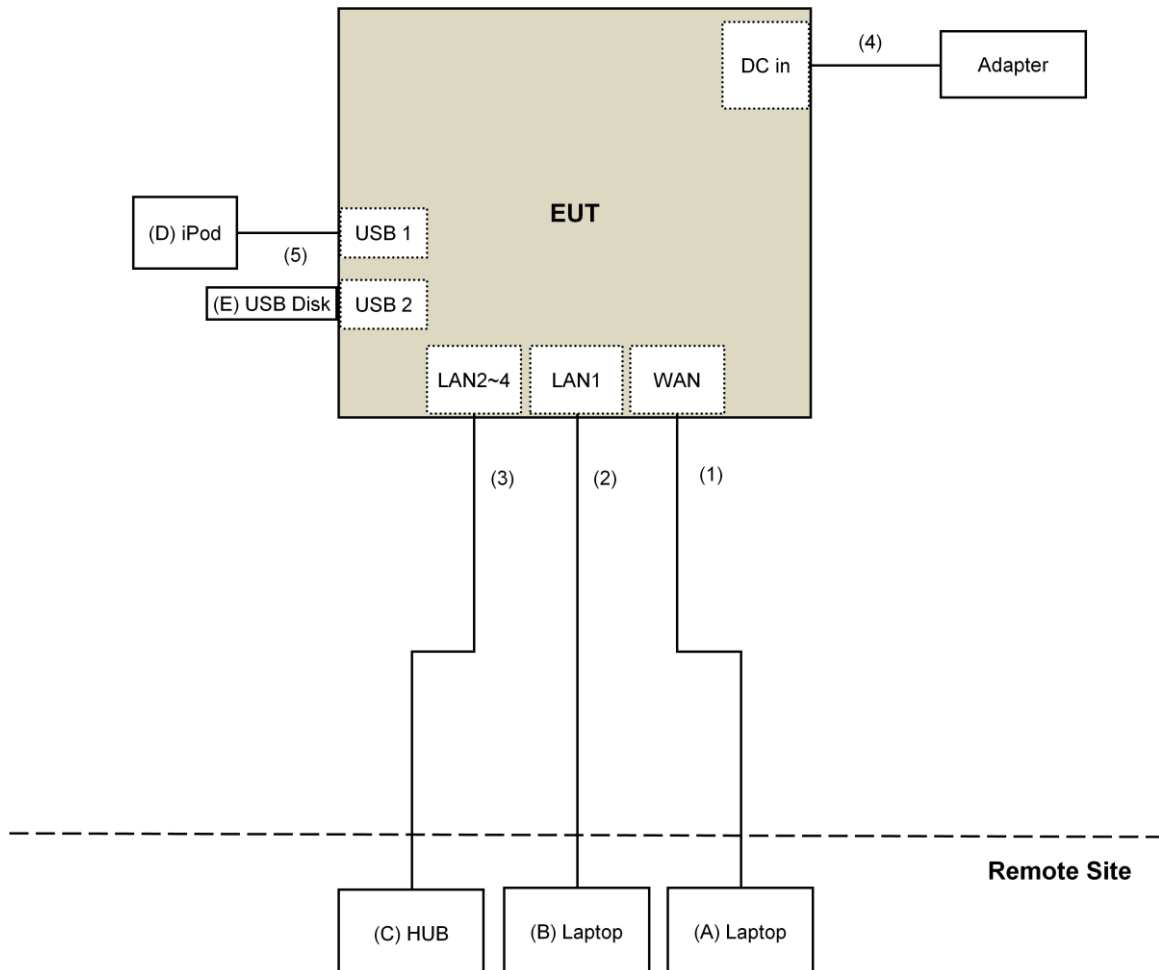 DC in
(4)
Adapter
EUT
(D) iPod
USB 1
(5)
(E) USB Disk
USB 2
LAN2~4
LAN1
WAN
(3)
(2)
(1)
Remote Site
(C) HUB
(B) Laptop
(A) Laptop